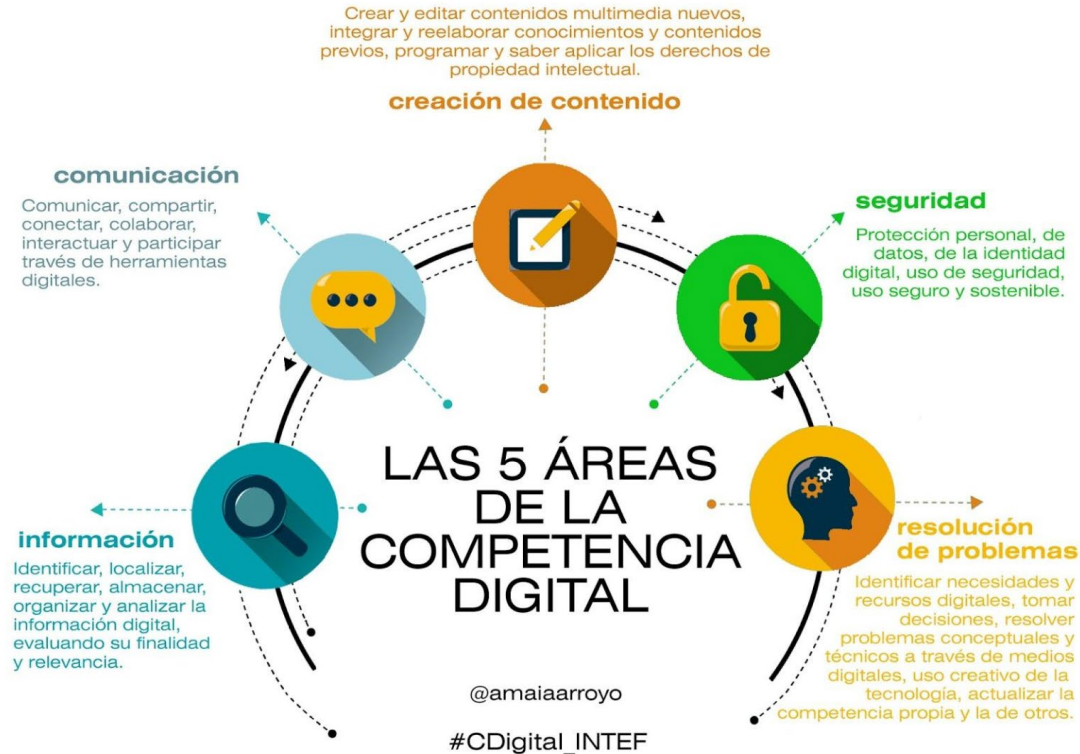 Crear y editar contenidos multimedia nuevos,
integrar y reelaborar conocimientos y contenidos
previos, programar y saber aplicar los derechos de
propiedad intelectual.
creación de contenido
comunicación
Comunicar, compartir,
conectar, colaborar,
interactuar y participar
través de herramientas
digitales.
seguridad
Protección personal, de
datos, de la identidad
digital, uso de seguridad,
uso seguro y sostenible.
LAS 5 ÁREAS
DE LA
COMPETENCIA
DIGITAL
información
Identificar, localizar,
recuperar, almacenar,
organizar y analizar la
información digital,
evaluando su finalidad
y relevancia.
resolución
de problemas
Identificar necesidades y
recursos digitales, tomar
decisiones, resolver
problemas conceptuales y
técnicos a través de medios
digitales, uso creativo de la
tecnología, actualizar la
competencia propia y la de otros.
@amaiaarroyo
#CDigital_INTEF